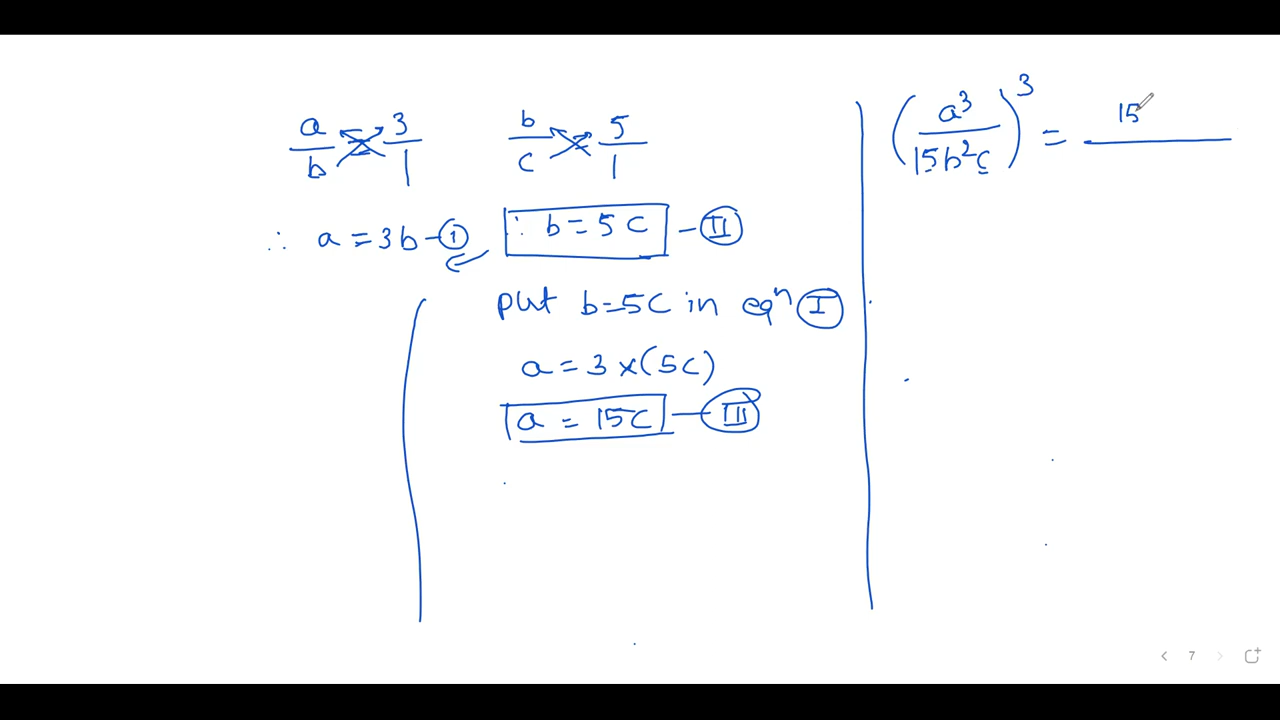 a/b = 3/1
b/c = 5/1
∴ a = 3b - ①
∴ b = 5c - Ⅱ
put b=5c in eqⁿ Ⅰ
a = 3 x (5c)
a = 15c - Ⅲ
(a³/15b²c)³ = 15
7